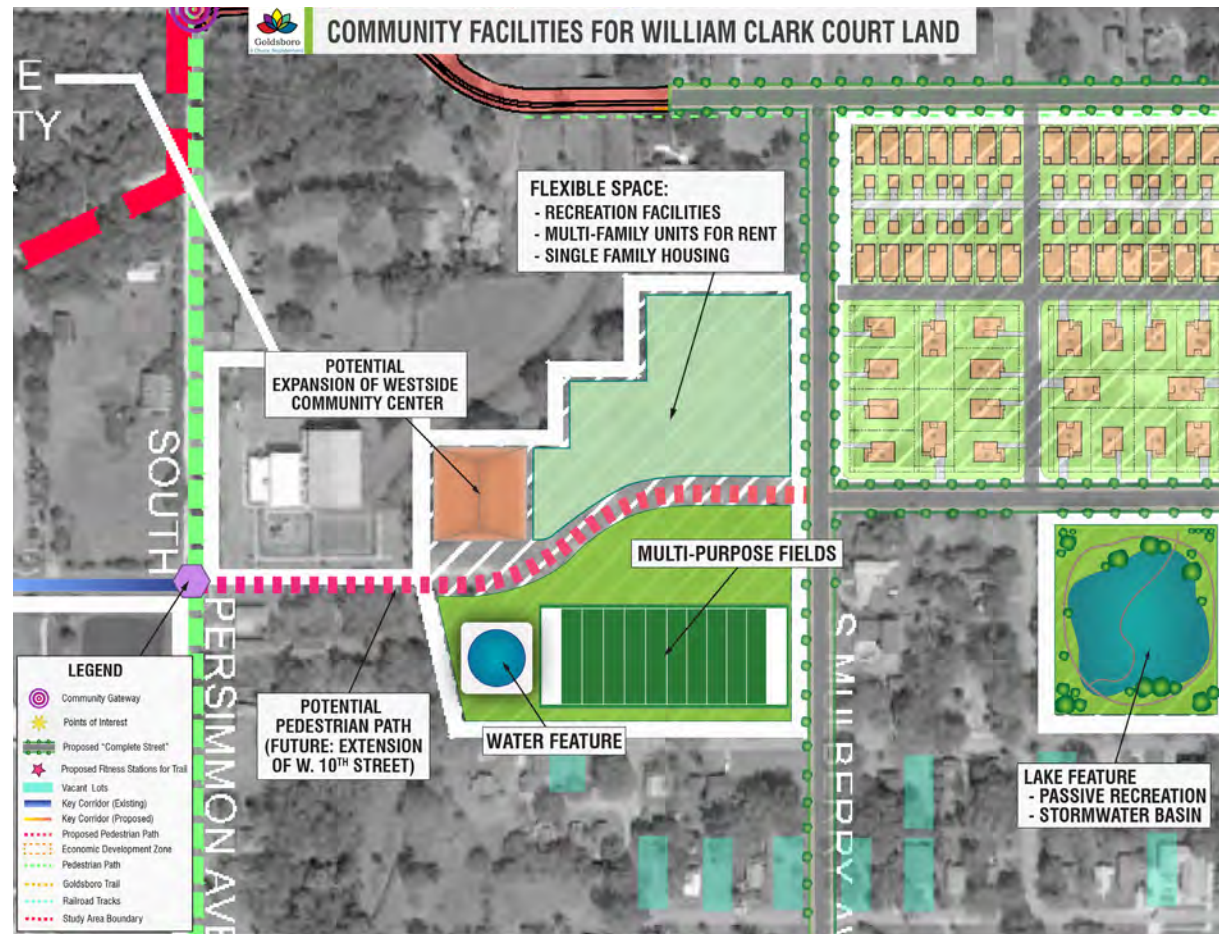 COMMUNITY FACILITIES FOR WILLIAM CLARK COURT LAND
Goldsboro
A Choice Neighborhood
E
TY
FLEXIBLE SPACE:
- RECREATION FACILITIES
- MULTI-FAMILY UNITS FOR RENT
- SINGLE FAMILY HOUSING
POTENTIAL
EXPANSION OF WESTSIDE
COMMUNITY CENTER
SOUTH
PERSIMMON AVE
MULTI-PURPOSE FIELDS
POTENTIAL
PEDESTRIAN PATH
(FUTURE: EXTENSION
OF W. 10TH STREET)
WATER FEATURE
LAKE FEATURE
- PASSIVE RECREATION
- STORMWATER BASIN
LEGEND
Community Gateway
Points of Interest
Proposed "Complete Street"
Proposed Fitness Stations for Trail
Vacant Lots
Key Corridor (Existing)
Key Corridor (Proposed)
Proposed Pedestrian Path
Economic Development Zone
Pedestrian Path
Goldsboro Trail
Railroad Tracks
Study Area Boundary